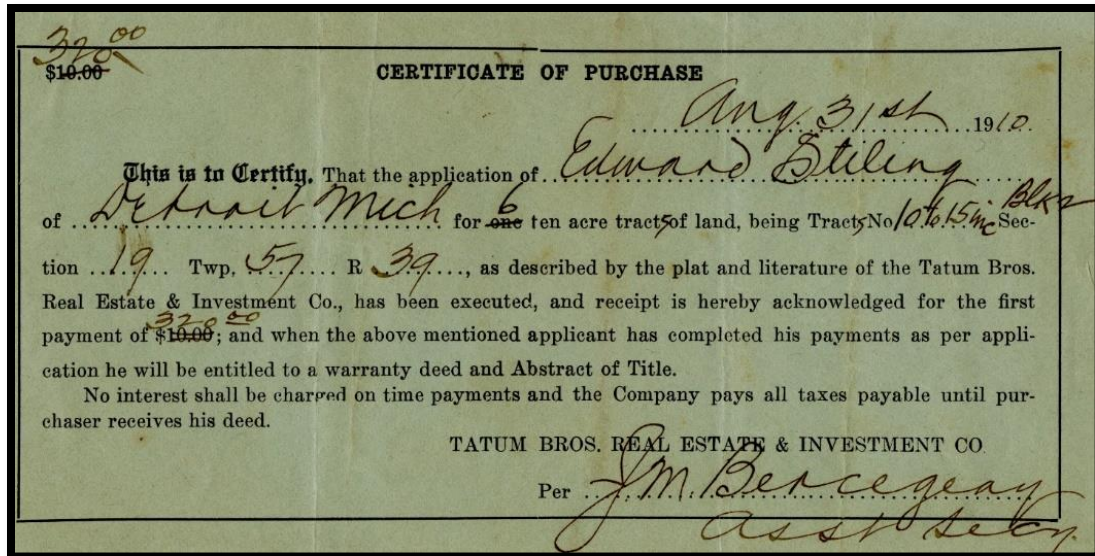 320 00
$10.00
CERTIFICATE OF PURCHASE
Aug 31st 1910.
This is to Certify, That the application of Edward Stiling
of Detroit Mich for one 6 ten acre tracts of land, being Tracts No 10 to 15 inc Blk 2 Sec-
tion 19 Twp. 57 R 39, as described by the plat and literature of the Tatum Bros.
Real Estate & Investment Co., has been executed, and receipt is hereby acknowledged for the first
320 00
payment of $10.00; and when the above mentioned applicant has completed his payments as per appli-
cation he will be entitled to a warranty deed and Abstract of Title.
No interest shall be charged on time payments and the Company pays all taxes payable until pur-
chaser receives his deed.
TATUM BROS. REAL ESTATE & INVESTMENT CO
Per J M. Bercegeay
Asst Secy.